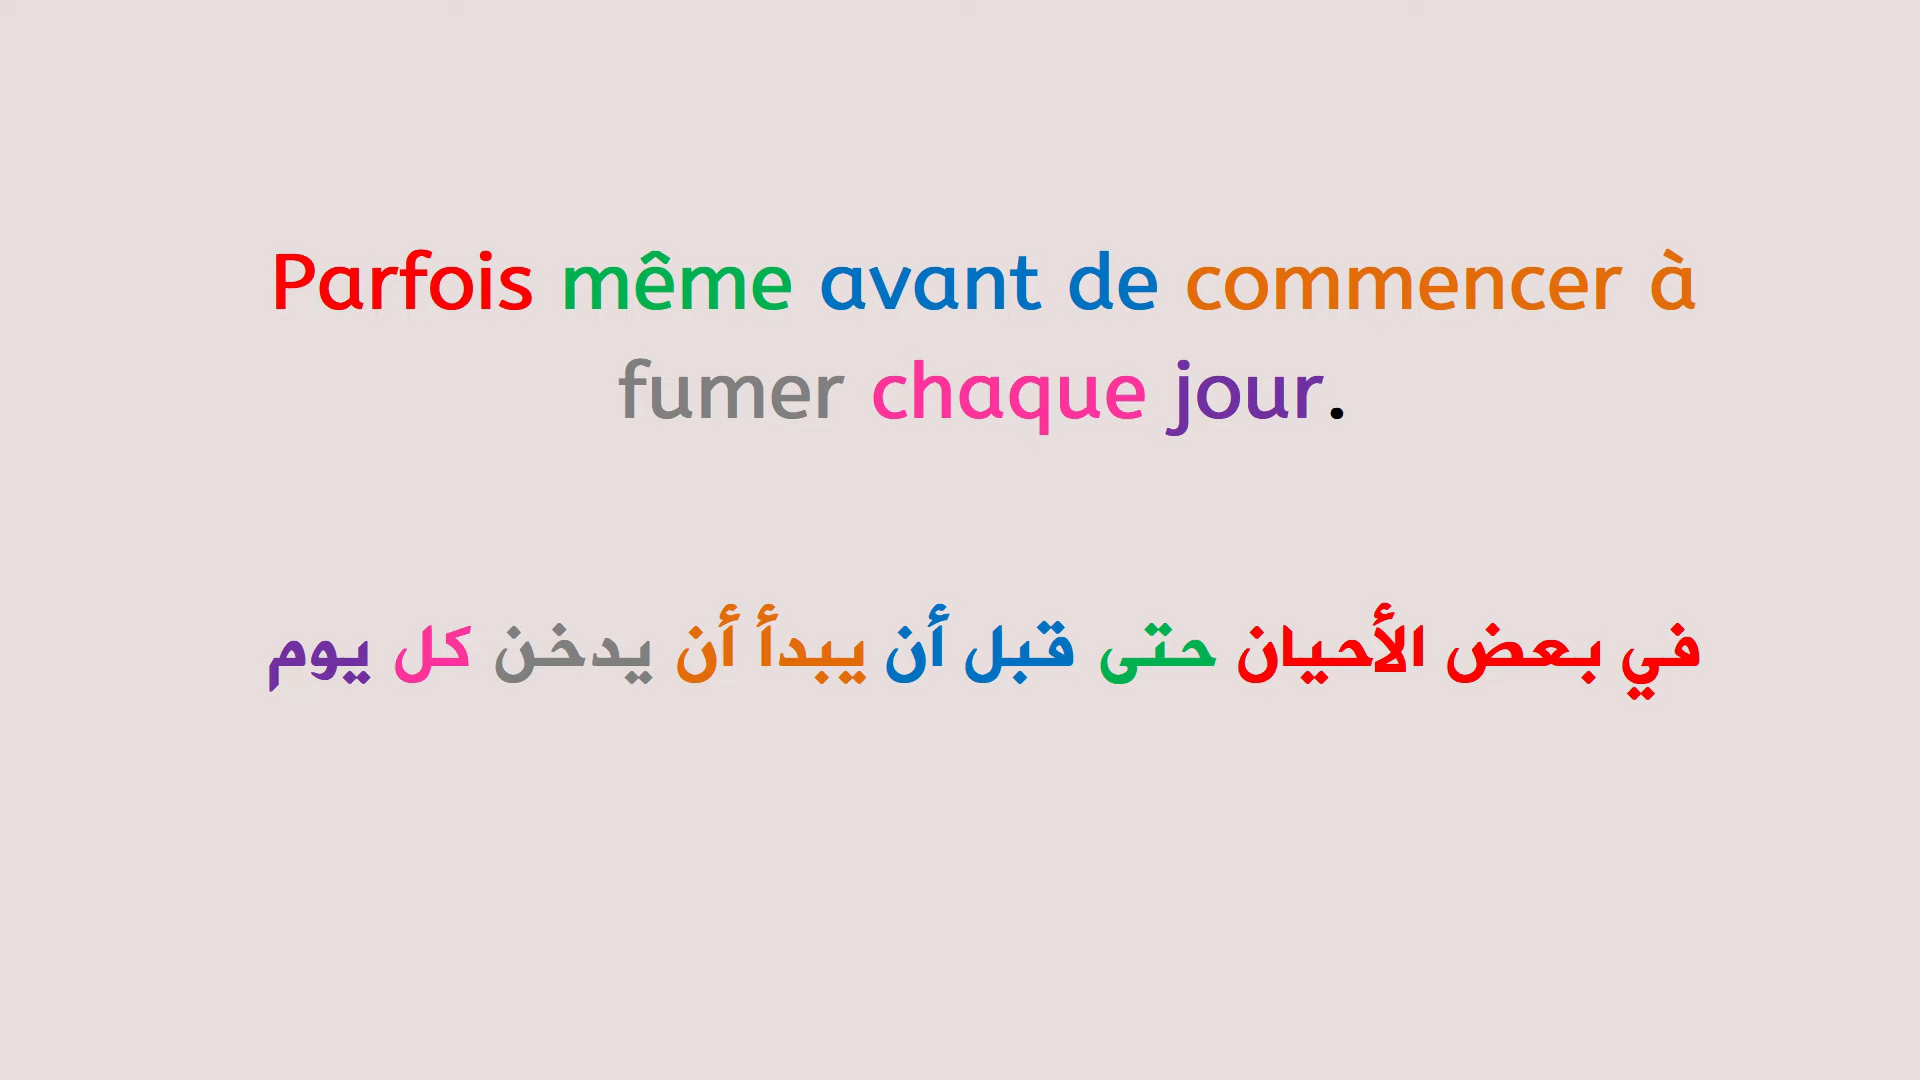 Parfois même avant de commencer à
fumer chaque jour.
في بعض الأحيان حتى قبل أن يبدأ أن يدخن كل يوم